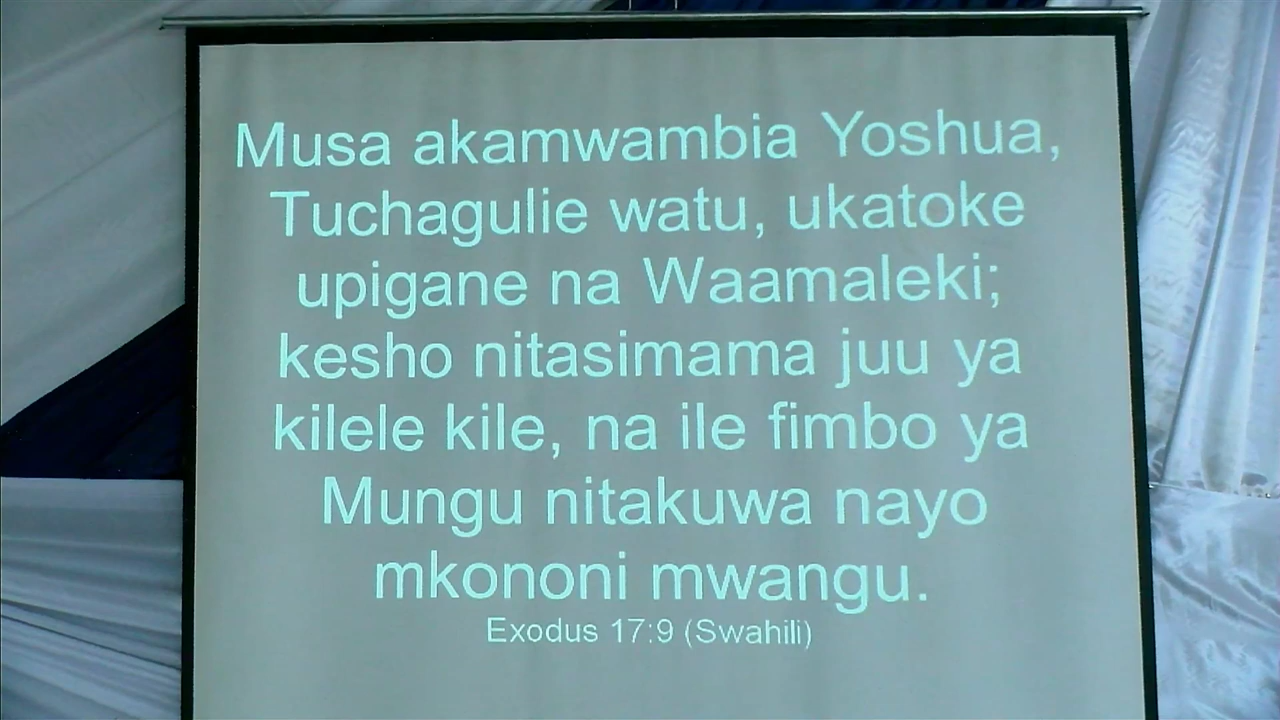 Musa akamwambia Yoshua,
Tuchagulie watu, ukatoke
upigane na Waamaleki;
kesho nitasimama juu ya
kilele kile, na ile fimbo ya
Mungu nitakuwa nayo
mkononi mwangu.
Exodus 17:9 (Swahili)